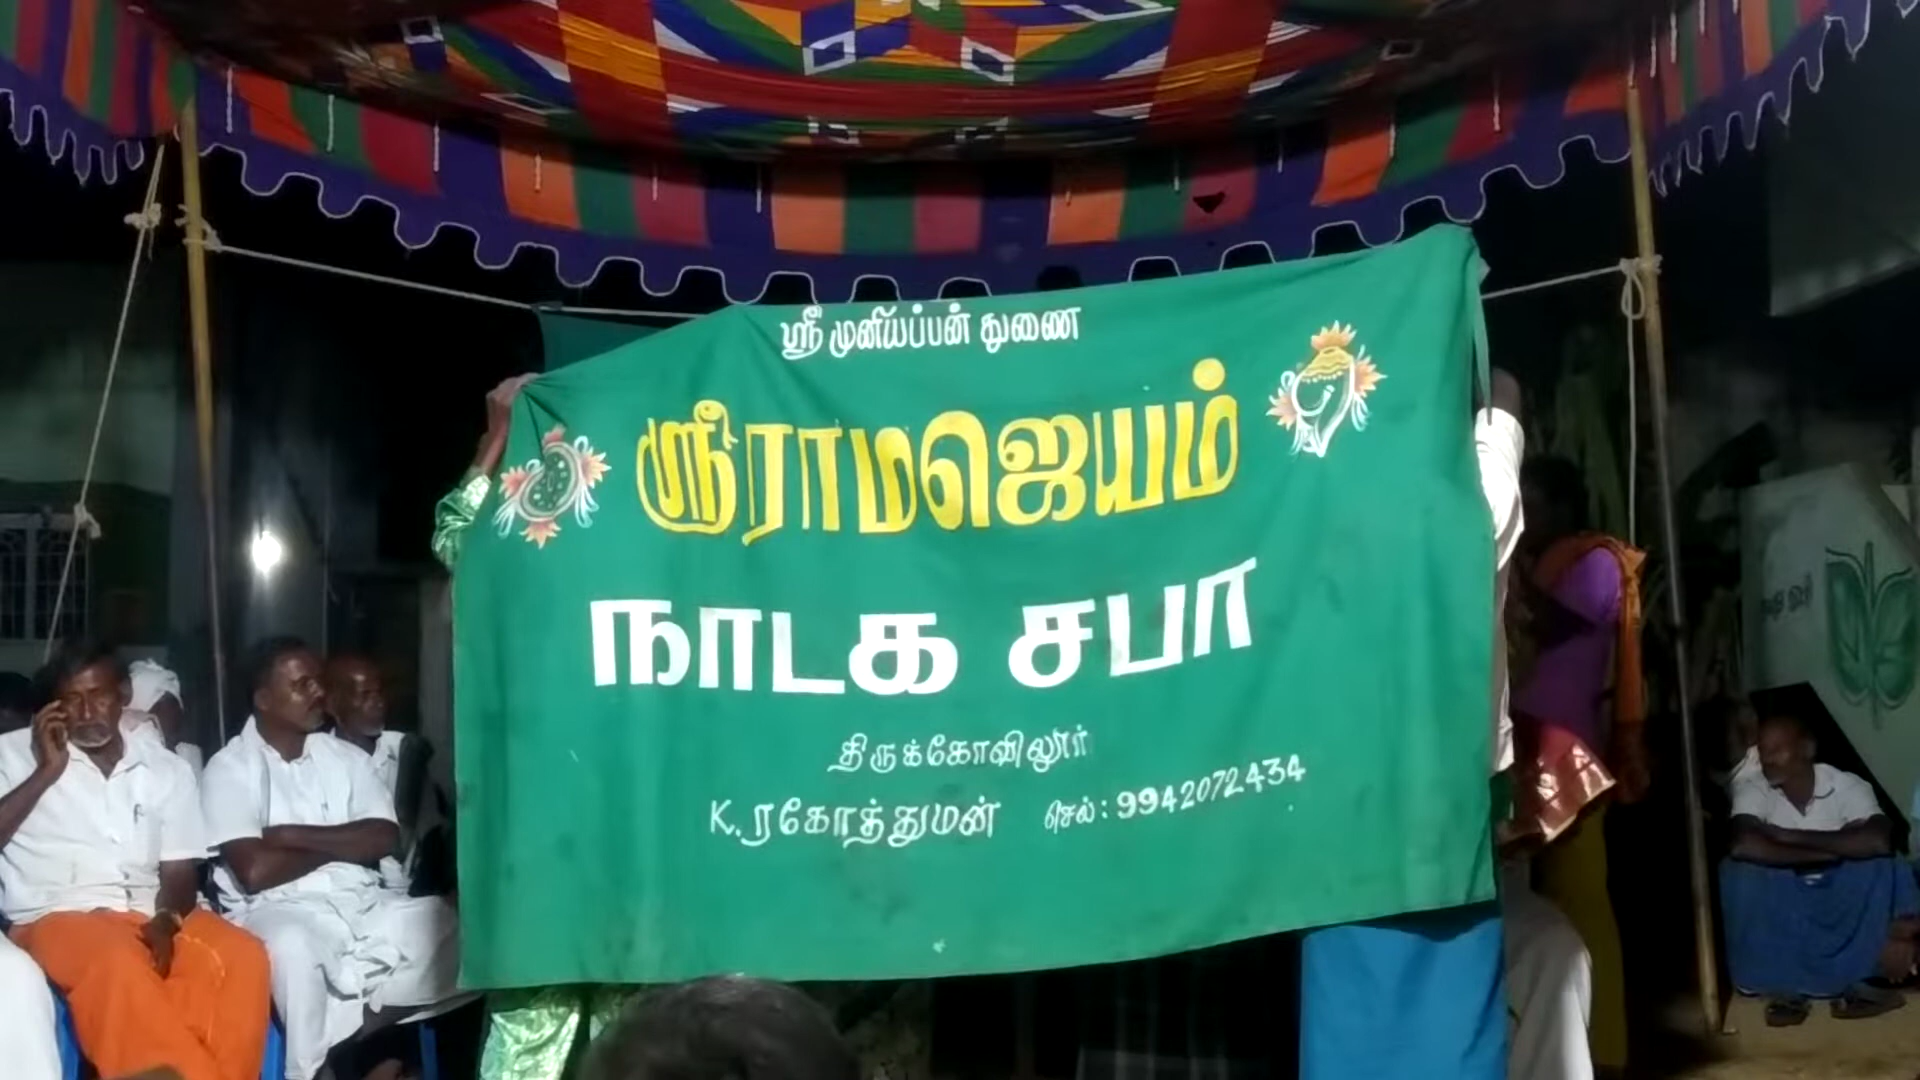 ஸ்ரீ முனியப்பன் துணை
ஸ்ரீராமஜெயம்
நாடக சபா
திருக்கோவிலூர்
K. ரகோத்துமன் செல் : 9942072434